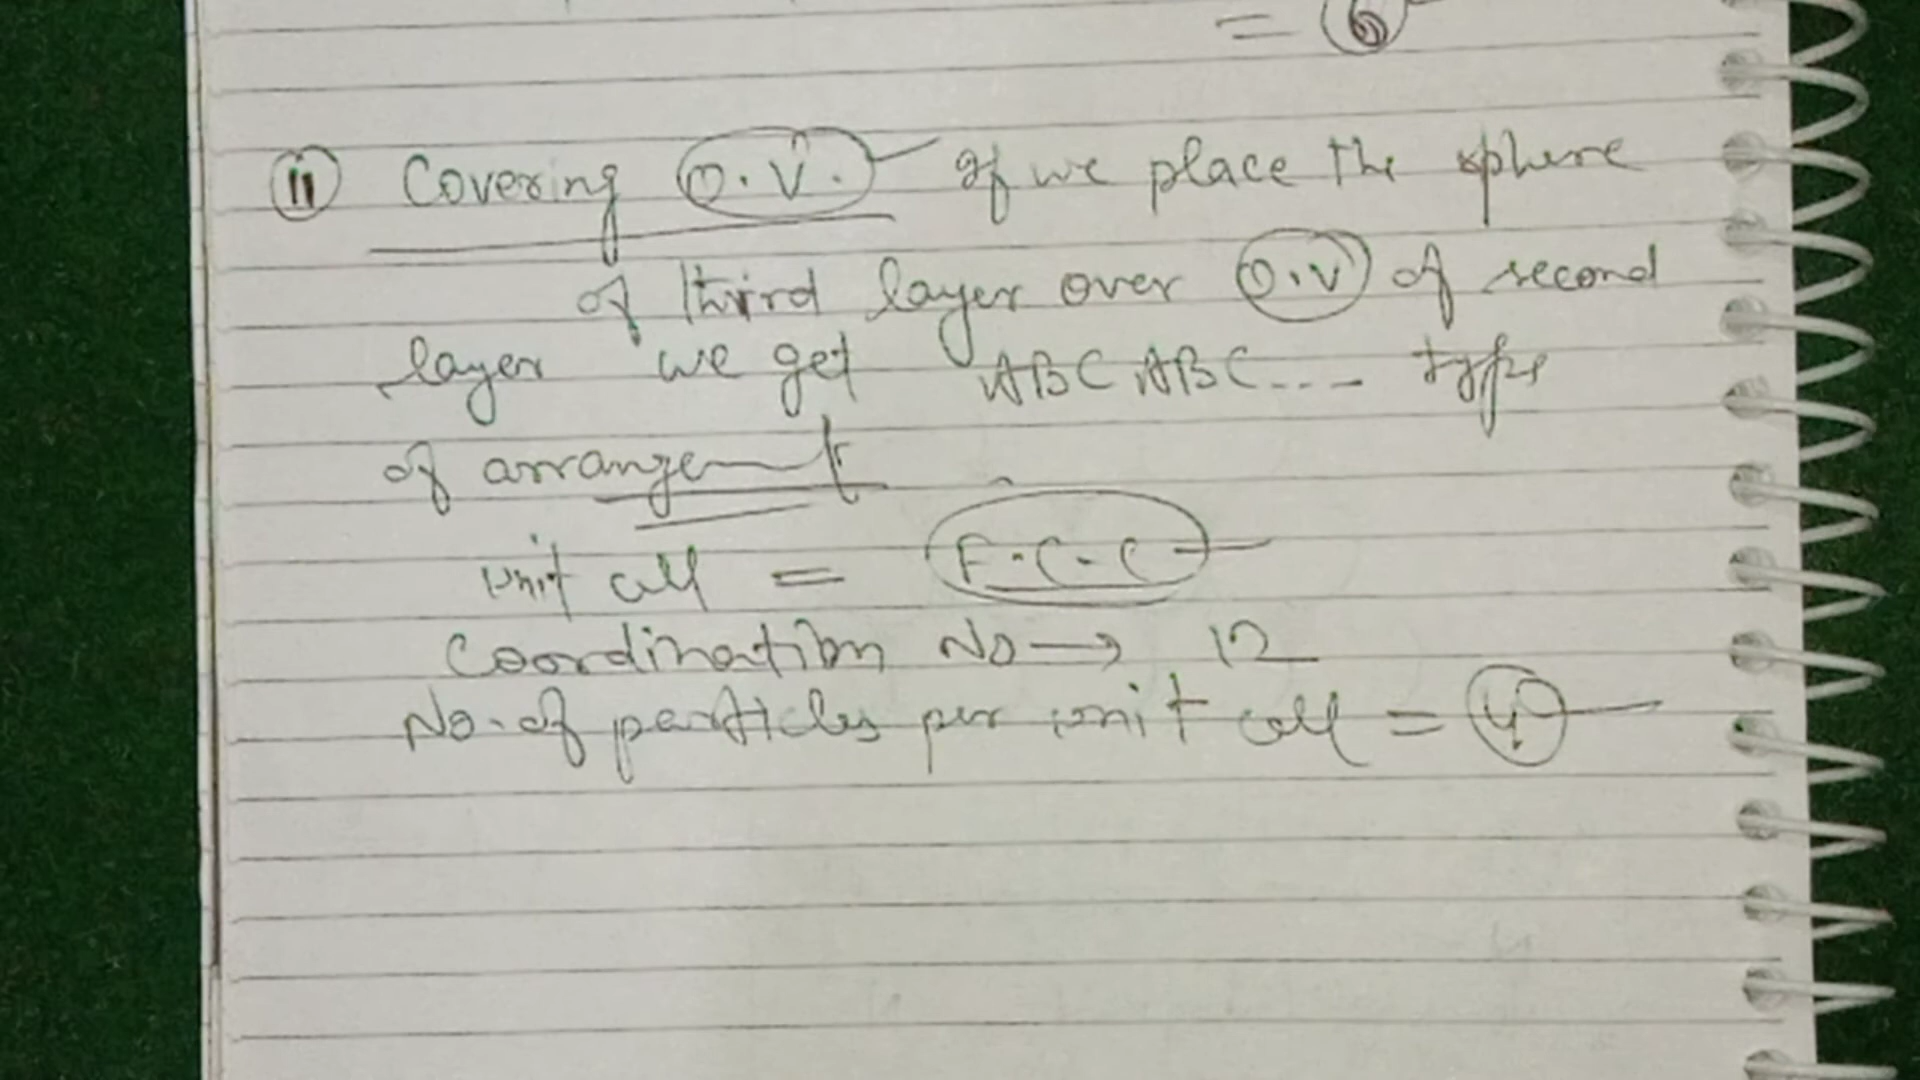 = 6
(ii) Covering O.V. If we place the sphere
of third layer over O.V of second
layer we get ABC ABC.... type
of arrangement
Unit cell = F.C.C
Coordination No → 12
No. of particles per unit cell = 4